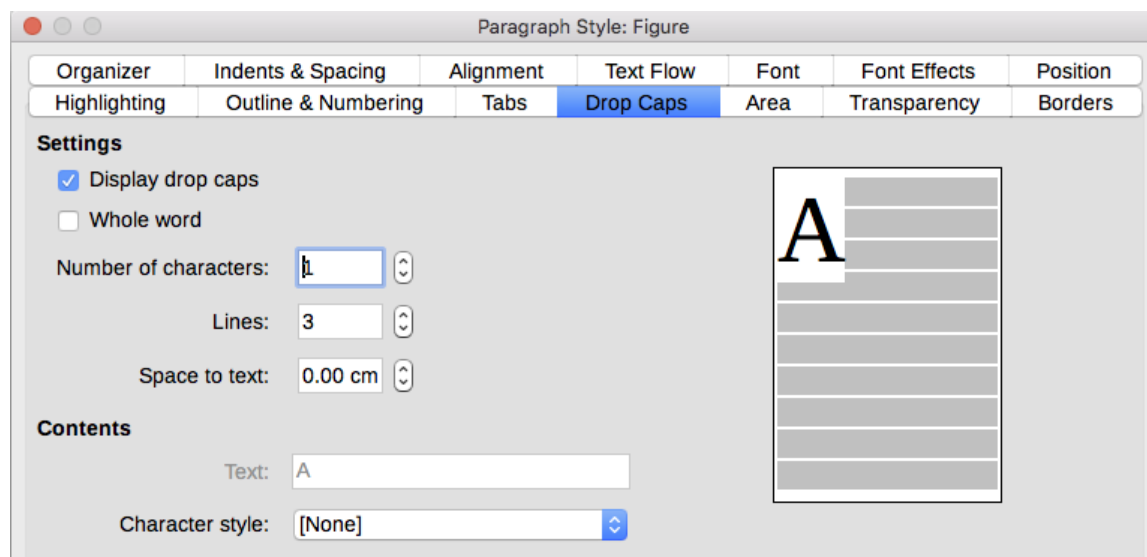 Paragraph Style: Figure
Organizer Indents & Spacing Alignment Text Flow Font Font Effects Position
Highlighting Outline & Numbering Tabs Drop Caps Area Transparency Borders
Settings
Display drop caps
Whole word
Number of characters: 1
Lines: 3
Space to text: 0.00 cm
A
Contents
Text: A
Character style: [None]